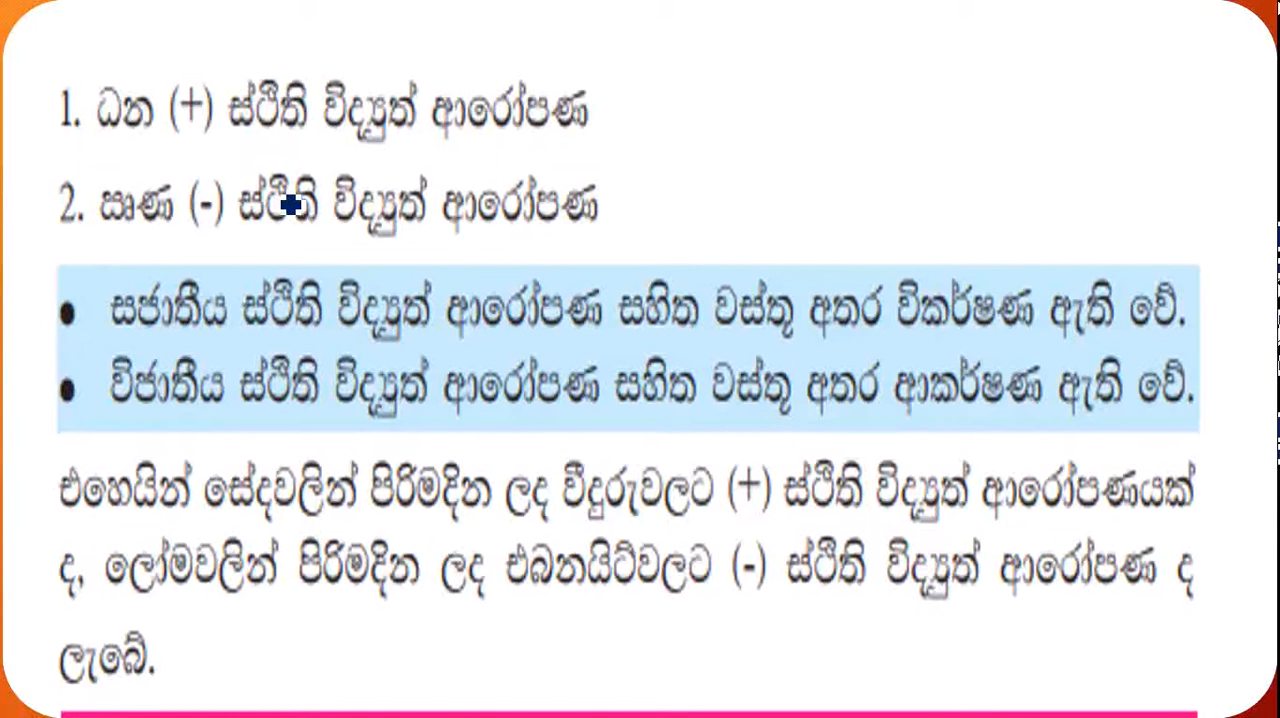 1. ධන (+) ස්ථිති විද්‍යුත් ආරෝපණ
2. ඍණ (-) ස්ථිති විද්‍යුත් ආරෝපණ
• සජාතීය ස්ථිති විද්‍යුත් ආරෝපණ සහිත වස්තූ අතර විකර්ෂණ ඇති වේ.
• විජාතීය ස්ථිති විද්‍යුත් ආරෝපණ සහිත වස්තූ අතර ආකර්ෂණ ඇති වේ.
එහෙයින් සේදවලින් පිරිමදින ලද වීදුරුවලට (+) ස්ථිති විද්‍යුත් ආරෝපණයක්
ද, ලෝමවලින් පිරිමදින ලද එබනයිට්වලට (-) ස්ථිති විද්‍යුත් ආරෝපණ ද
ලැබේ.